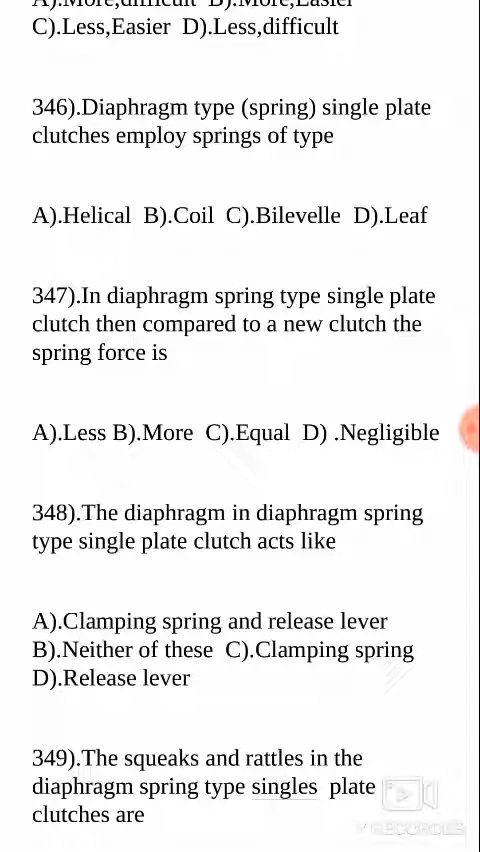 A).More,difficult B).More,Easier
C).Less,Easier D).Less,difficult
346).Diaphragm type (spring) single plate
clutches employ springs of type
A).Helical B).Coil C).Bilevelle D).Leaf
347).In diaphragm spring type single plate
clutch then compared to a new clutch the
spring force is
A).Less B).More C).Equal D) .Negligible
348).The diaphragm in diaphragm spring
type single plate clutch acts like
A).Clamping spring and release lever
B).Neither of these C).Clamping spring
D).Release lever
349).The squeaks and rattles in the
diaphragm spring type singles plate
clutches are